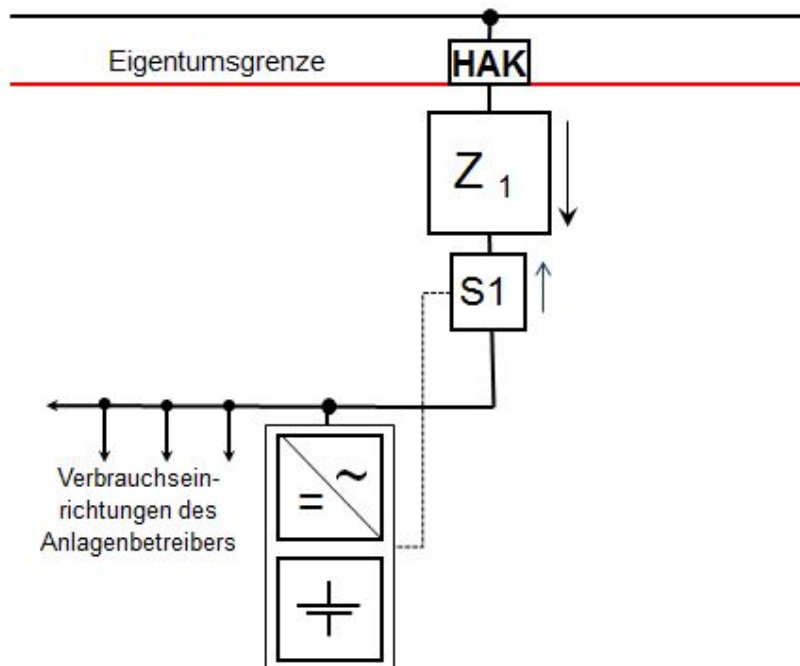 Eigentumsgrenze
HAK
Z 1
S1
Verbrauchsein-
richtungen des
Anlagenbetreibers
= ~